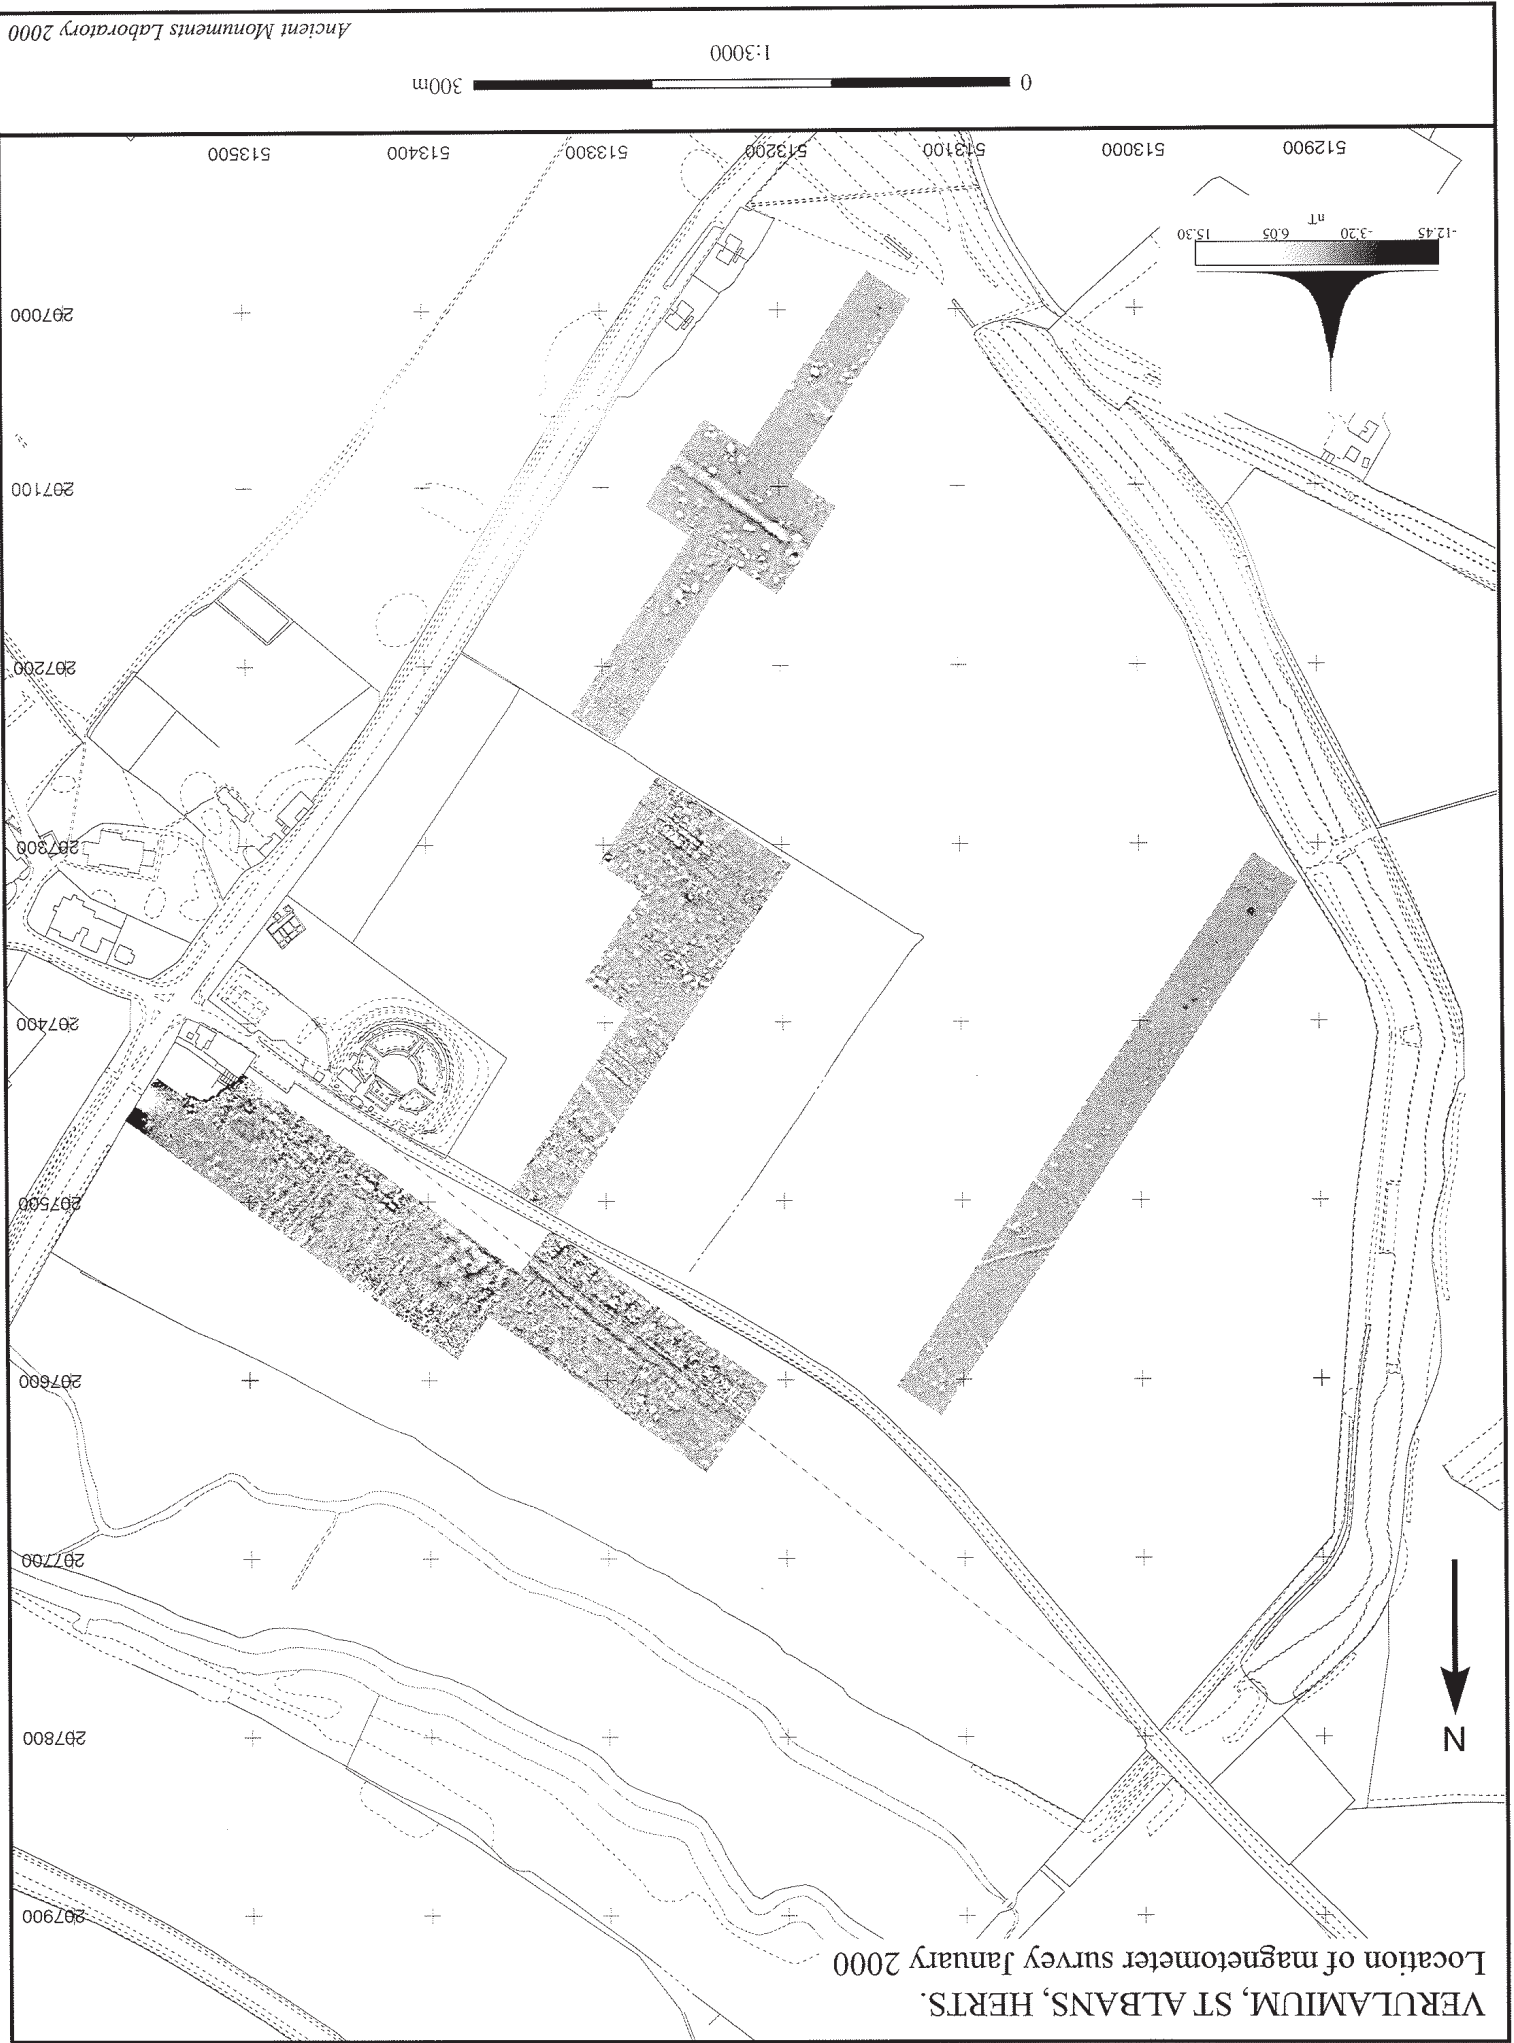 VERULAMIUM, ST ALBANS, HERTS.
Location of magnetometer survey January 2000
N
207900
207800
207700
207600
207500
207400
207300
207200
207100
207000
-12.45 -3.20 6.05 15.30
nT
512900 513000 513100 513200 513300 513400 513500
0 300m
1:3000
Ancient Monuments Laboratory 2000